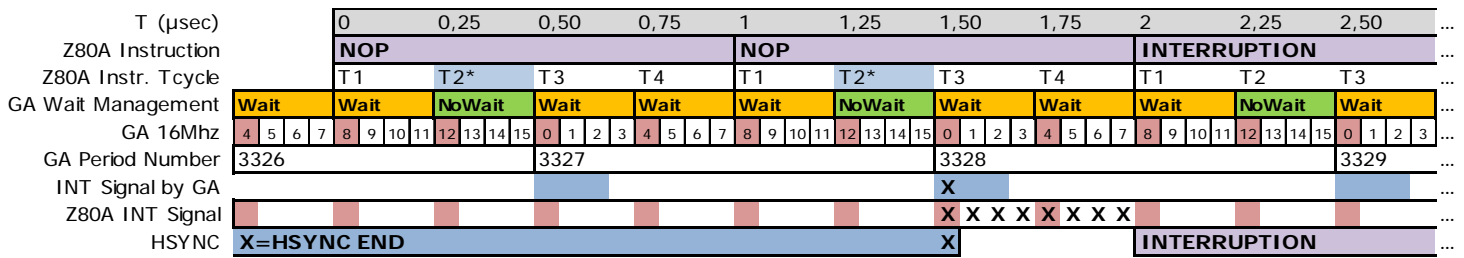 T (µsec) 0 0,25 0,50 0,75 1 1,25 1,50 1,75 2 2,25 2,50 ...
Z80A Instruction NOP NOP INTERRUPTION ...
Z80A Instr. Tcycle T1 T2* T3 T4 T1 T2* T3 T4 T1 T2 T3 ...
GA Wait Management Wait Wait NoWait Wait Wait Wait NoWait Wait Wait Wait NoWait Wait ...
GA 16Mhz 4 5 6 7 8 9 10 11 12 13 14 15 0 1 2 3 4 5 6 7 8 9 10 11 12 13 14 15 0 1 2 3 4 5 6 7 8 9 10 11 12 13 14 15 0 1 2 3 ...
GA Period Number 3326 3327 3328 3329 ...
INT Signal by GA X ...
Z80A INT Signal X X X X X X X X ...
HSYNC X=HSYNC END X INTERRUPTION ...